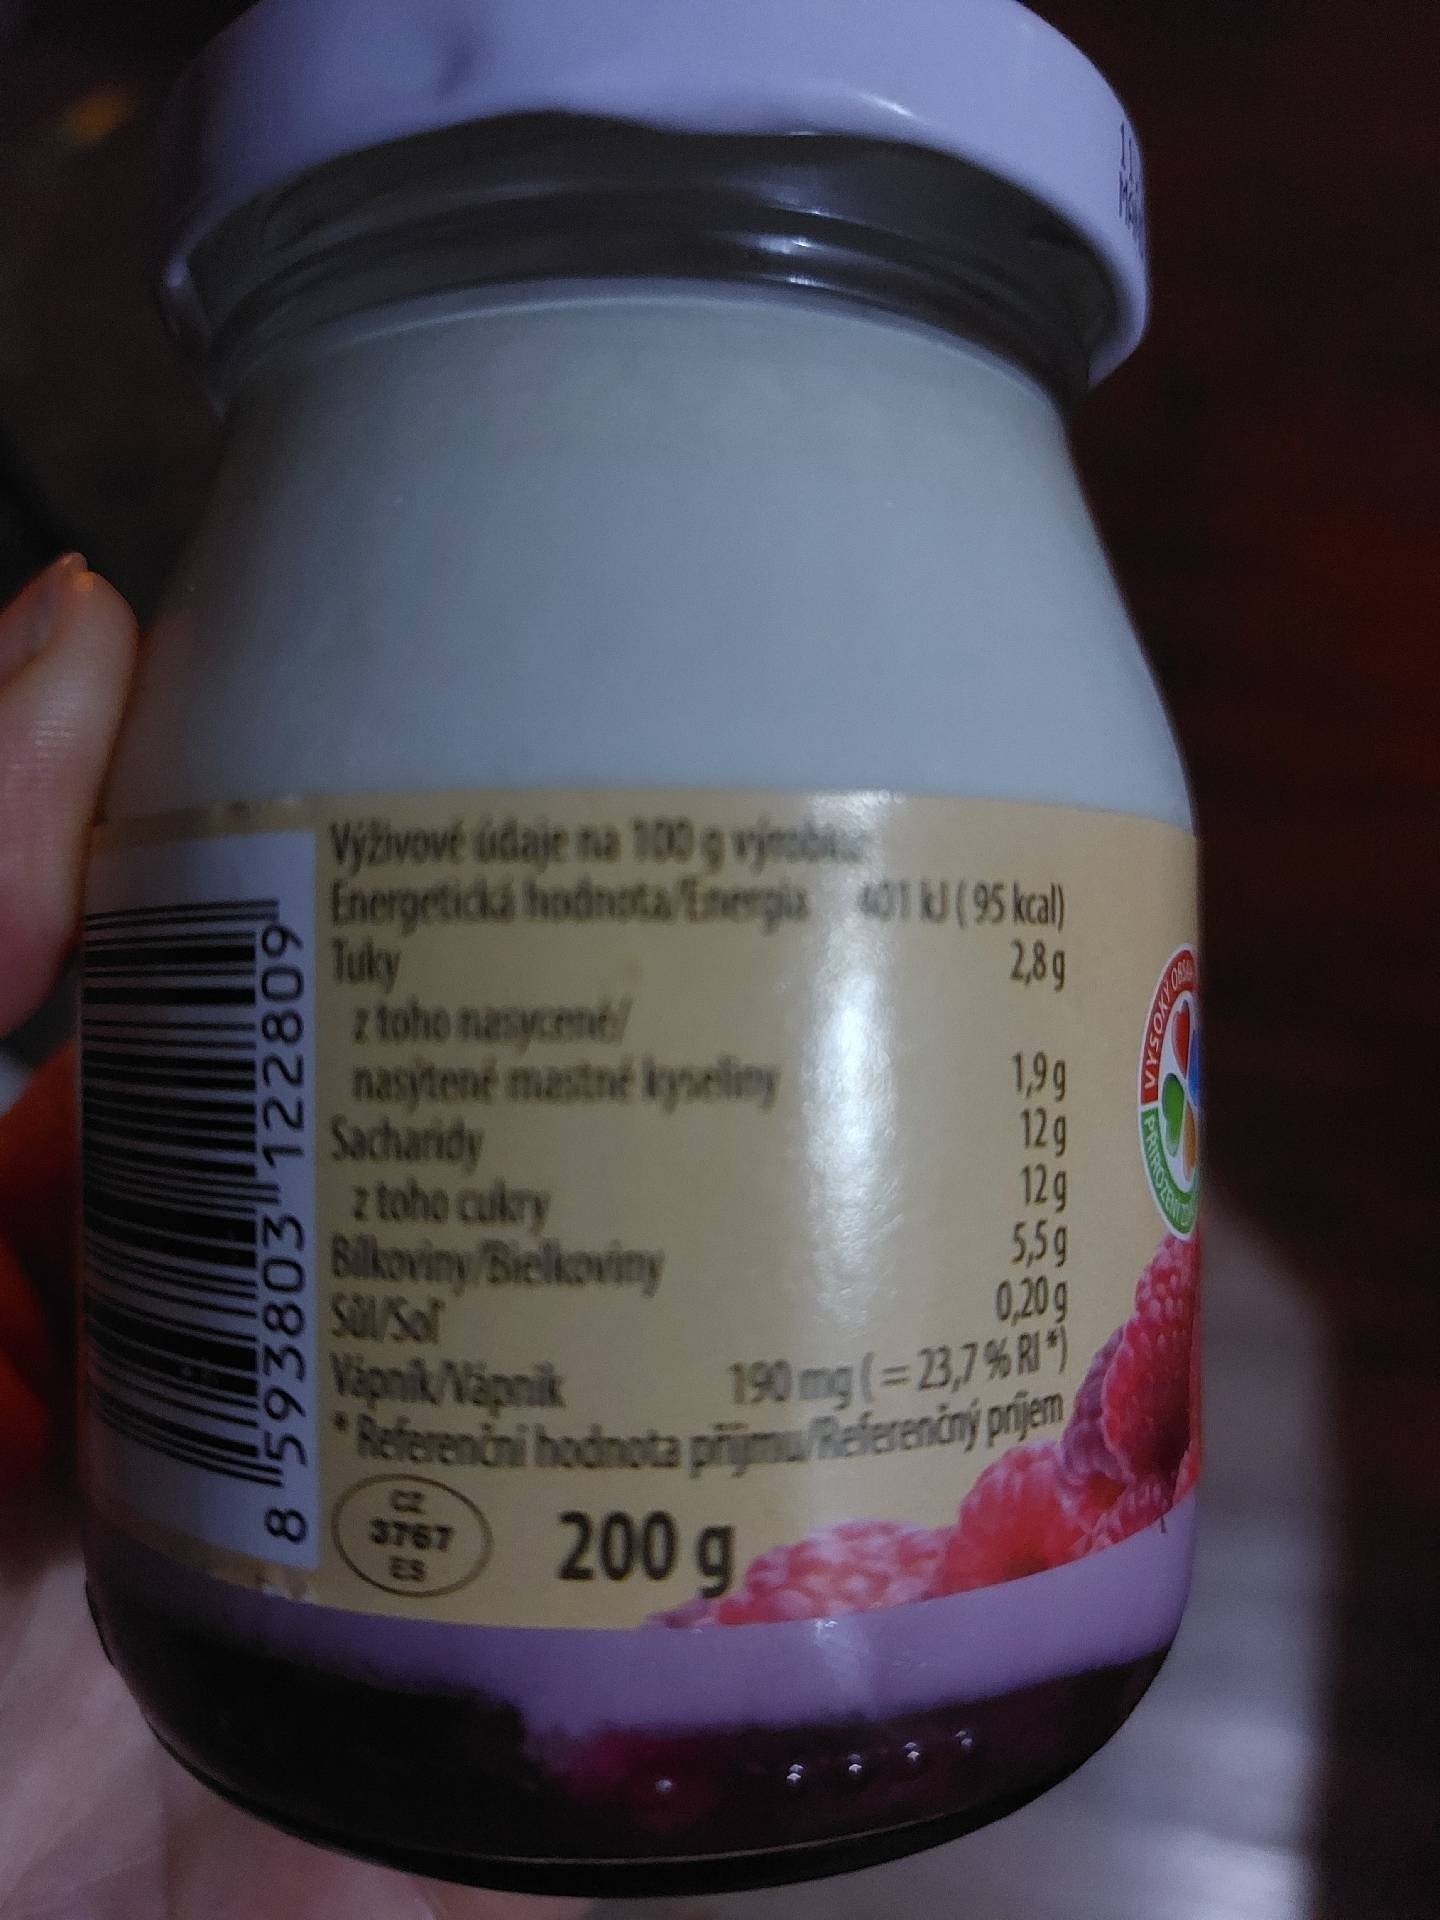 Výživové údaje na 100 g výrobku
Energetická hodnota/Energia 401 kJ (95 kcal)
Tuky 2,8 g
z toho nasycené/
nasýtené mastné kyseliny 1,9 g
Sacharidy 12 g
z toho cukry 12 g
Bílkoviny/Bielkoviny 5,5 g
Sůl/Soľ 0,20 g
Vápník/Vápnik 190 mg (= 23,7 % RI*)
* Referenční hodnota příjmu/Referenčný príjem
CZ
3767
ES
200 g
8 593803 122809
VYSOKÝ